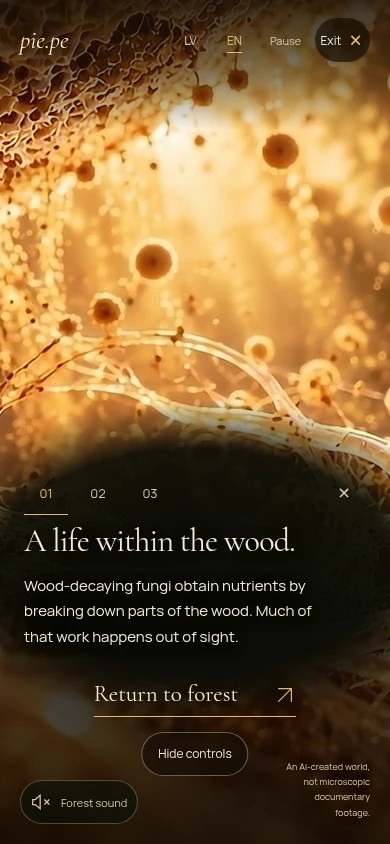 pie.pe
LV EN Pause Exit ×
01 02 03 ×
A life within the wood.
Wood-decaying fungi obtain nutrients by
breaking down parts of the wood. Much of
that work happens out of sight.
Return to forest
Hide controls
An AI-created world,
not microscopic
documentary
footage.
Forest sound